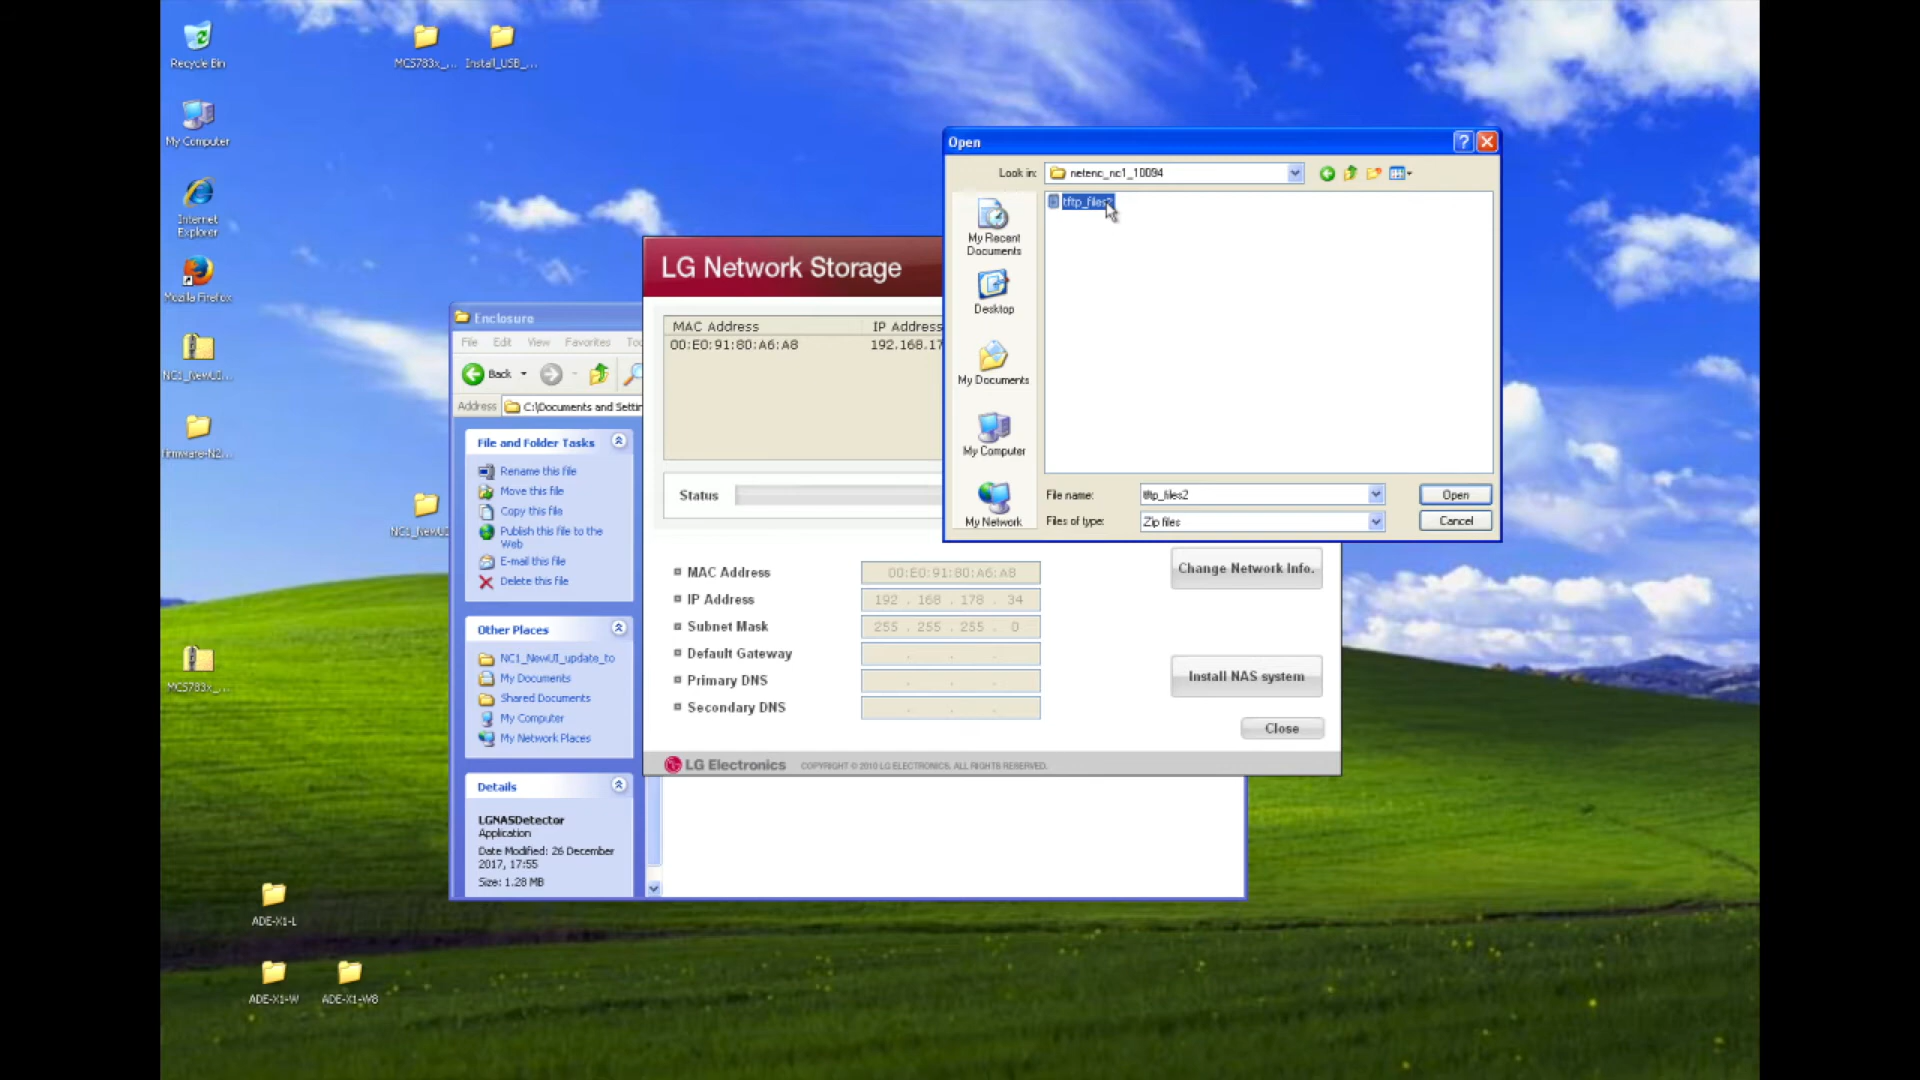 Recycle Bin
My Computer
Internet
Explorer
Mozilla Firefox
NC1_NewUI...
firmware-N2...
MCS783x_...
MCS783x_...
Install_USB_...
NC1_NewUI
ADE-X1-L
ADE-X1-W
ADE-X1-W8
Enclosure
File Edit View Favorites
Back
Address C:\Documents and Settin
File and Folder Tasks
Rename this file
Move this file
Copy this file
Publish this file to the
Web
E-mail this file
Delete this file
Other Places
NC1_NewUI_update_to
My Documents
Shared Documents
My Computer
My Network Places
Details
LGNASDetector
Application
Date Modified: 26 December
2017, 17:55
Size: 1.28 MB
LG Network Storage
MAC Address IP Address
00:E0:91:80:A6:A8 192.168.17
Status
MAC Address 00:E0:91:80:A6:A8
IP Address 192 . 168 . 178 . 34
Subnet Mask 255 . 255 . 255 . 0
Default Gateway . . .
Primary DNS . . .
Secondary DNS . . .
Change Network Info.
Install NAS system
Close
LG Electronics COPYRIGHT © 2010 LG ELECTRONICS. ALL RIGHTS RESERVED.
Open
Look in: netenc_nc1_10094
tftp_files2
My Recent
Documents
Desktop
My Documents
My Computer
My Network
File name: tftp_files2
Files of type: Zip files
Open
Cancel